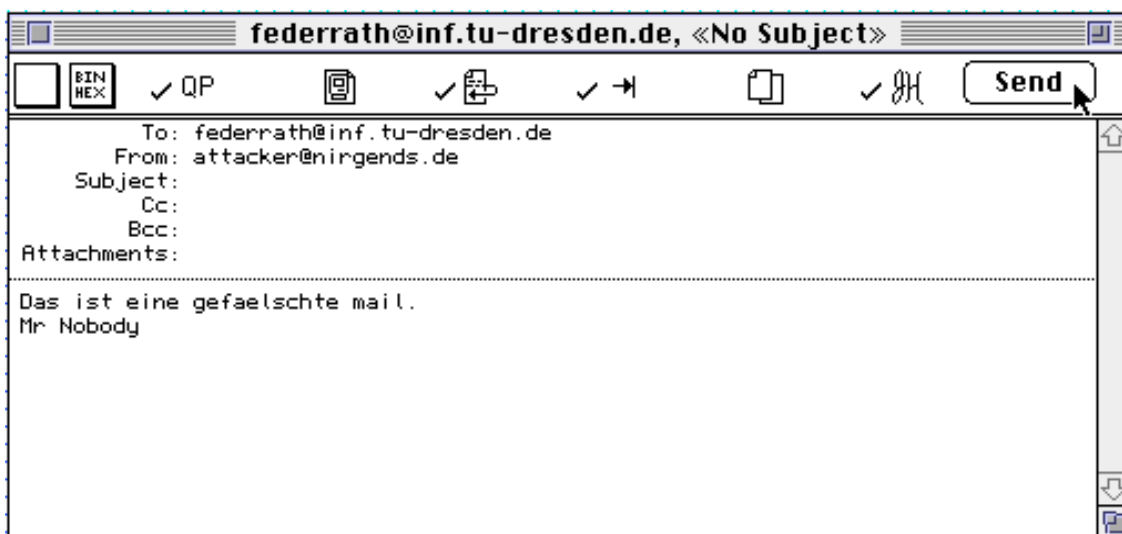 federrath@inf.tu-dresden.de, «No Subject»
BIN HEX QP Send
To: federrath@inf.tu-dresden.de
From: attacker@nirgends.de
Subject:
Cc:
Bcc:
Attachments:
Das ist eine gefaelschte mail.
Mr Nobody